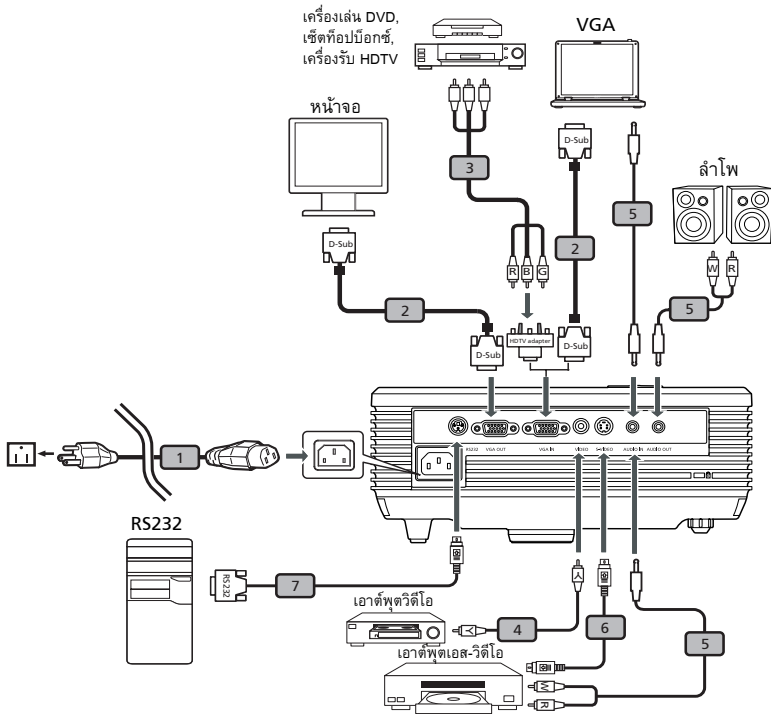 เครื่องเล่น DVD,
เซ็ตท็อปบ็อกซ์,
เครื่องรับ HDTV
VGA
หน้าจอ
D-Sub
3
ลำโพ
5
D-Sub
2
R B G
W R
2
5
D-Sub
HDTV adapter
D-Sub
1
RS232 VGA OUT VGA IN VIDEO S-VIDEO AUDIO IN AUDIO OUT
RS232
RS232
7
เอาต์พุตวิดีโอ
Y
Y
4
6
5
เอาต์พุตเอส-วิดีโอ
W
R